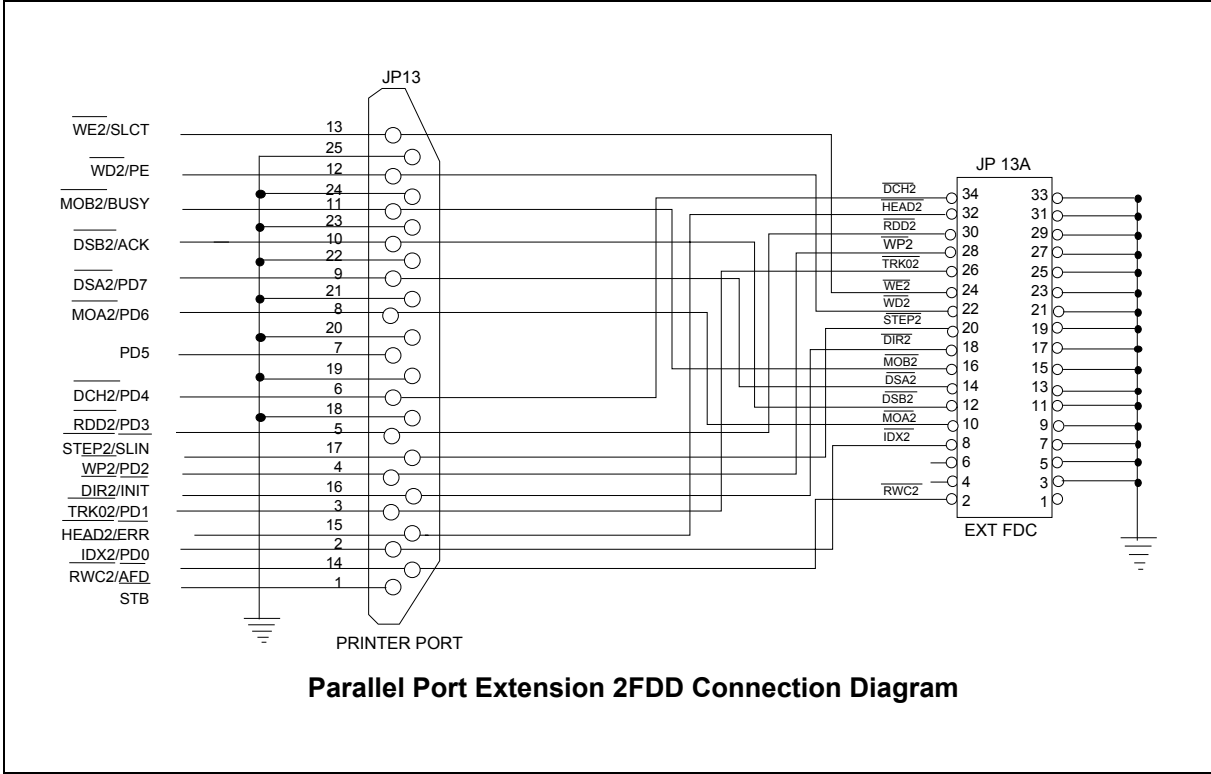 JP13
WE2/SLCT
WD2/PE
MOB2/BUSY
DSB2/ACK
DSA2/PD7
MOA2/PD6
PD5
DCH2/PD4
RDD2/PD3
STEP2/SLIN
WP2/PD2
DIR2/INIT
TRK02/PD1
HEAD2/ERR
IDX2/PD0
RWC2/AFD
STB
13
25
12
24
11
23
10
22
9
21
8
20
7
19
6
18
5
17
4
16
3
15
2
14
1
PRINTER PORT
JP 13A
DCH2
HEAD2
RDD2
WP2
TRK02
WE2
WD2
STEP2
DIR2
MOB2
DSA2
DSB2
MOA2
IDX2
RWC2
34 33
32 31
30 29
28 27
26 25
24 23
22 21
20 19
18 17
16 15
14 13
12 11
10 9
8 7
6 5
4 3
2 1
EXT FDC
Parallel Port Extension 2FDD Connection Diagram